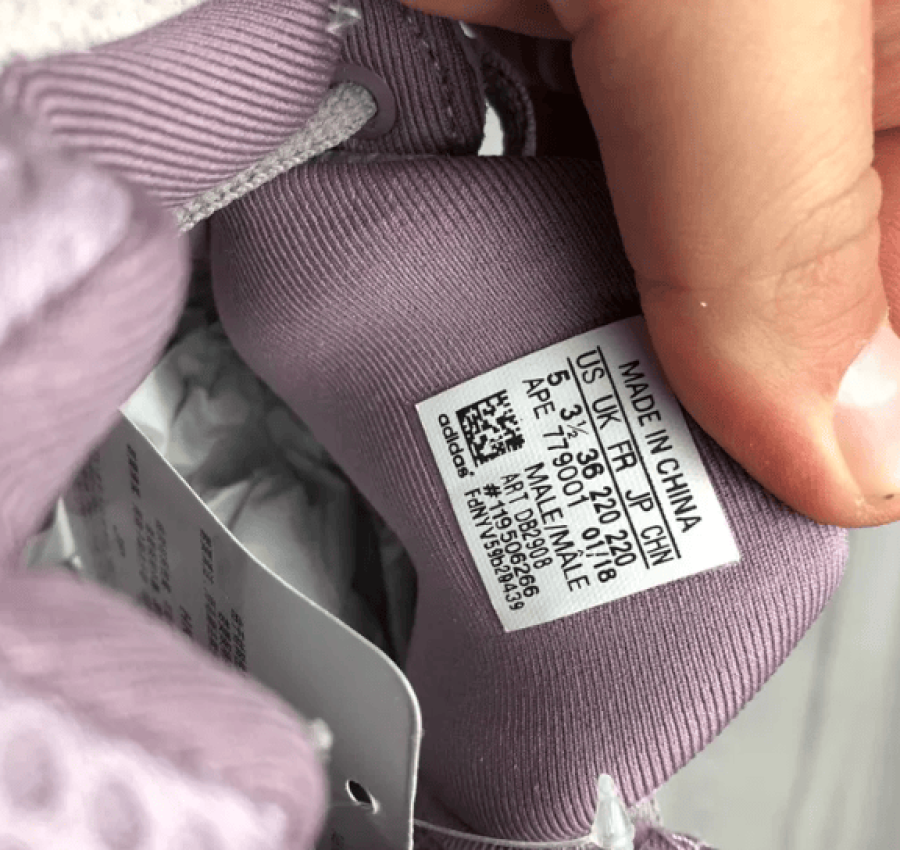 MADE IN CHINA
US UK FR JP CHN
5 3½ 36 220 220
APE 779001 01/18
MALE/MÂLE
ART DB2908
#119506266
adidas FdNYV59b20439